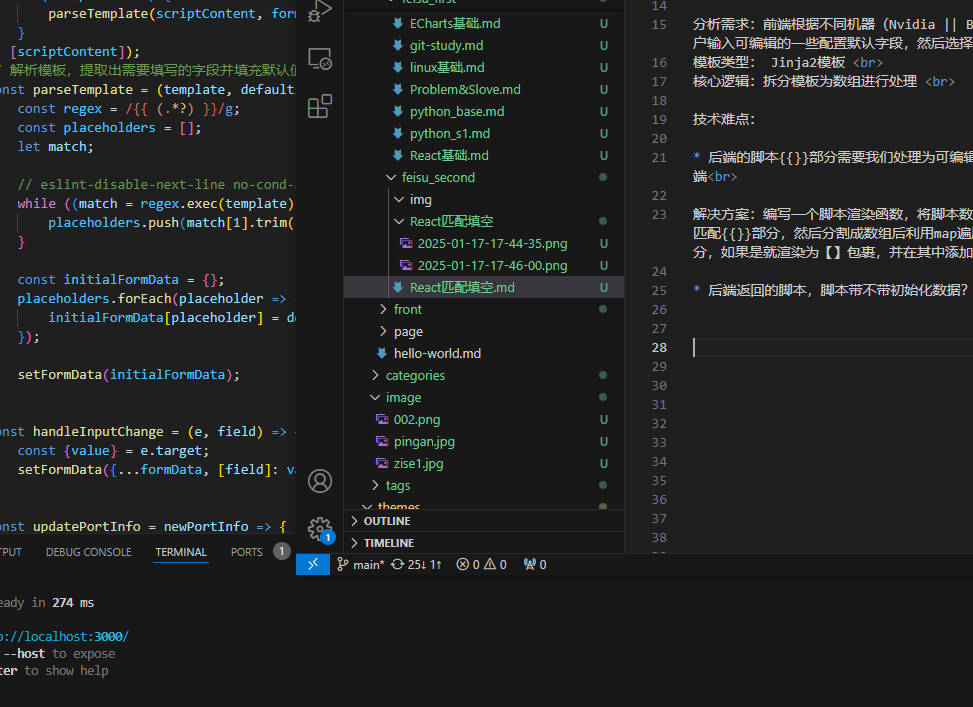 parseTemplate(scriptContent, for
}
[scriptContent]);
解析模板，提取出需要填写的字段并填充默认值
nst parseTemplate = (template, default
const regex = /{{ (.*?) }}/g;
const placeholders = [];
let match;
// eslint-disable-next-line no-cond-
while ((match = regex.exec(template)
placeholders.push(match[1].trim(
}
const initialFormData = {};
placeholders.forEach(placeholder =>
initialFormData[placeholder] = de
});
setFormData(initialFormData);
nst handleInputChange = (e, field) =>
const {value} = e.target;
setFormData({...formData, [field]: va
nst updatePortInfo = newPortInfo => {
PUT DEBUG CONSOLE TERMINAL PORTS 1
eady in 274 ms
p://localhost:3000/
--host to expose
ter to show help
feisu_first
ECharts基础.md U
git-study.md U
linux基础.md U
Problem&Slove.md U
python_base.md U
python_s1.md U
React基础.md U
feisu_second
img
React匹配填空
2025-01-17-17-44-35.png U
2025-01-17-17-46-00.png U
React匹配填空.md U
front
page
hello-world.md
categories
image
002.png U
pingan.jpg U
zise1.jpg U
tags
themes
OUTLINE
TIMELINE
1
main* 25↓ 1↑ 0 0 0
14
15 分析需求：前端根据不同机器（Nvidia || B
户输入可编辑的一些配置默认字段，然后选择
16 模板类型： Jinja2模板 <br>
17 核心逻辑：拆分模板为数组进行处理 <br>
18
19 技术难点：
20
21 * 后端的脚本{{}}部分需要我们处理为可编辑
端<br>
22
23 解决方案：编写一个脚本渲染函数，将脚本数
匹配{{}}部分，然后分割成数组后利用map遍
分，如果是就渲染为【】包裹，并在其中添加
24
25 * 后端返回的脚本，脚本带不带初始化数据？
26
27
28
29
30
31
32
33
34
35
36
37
38